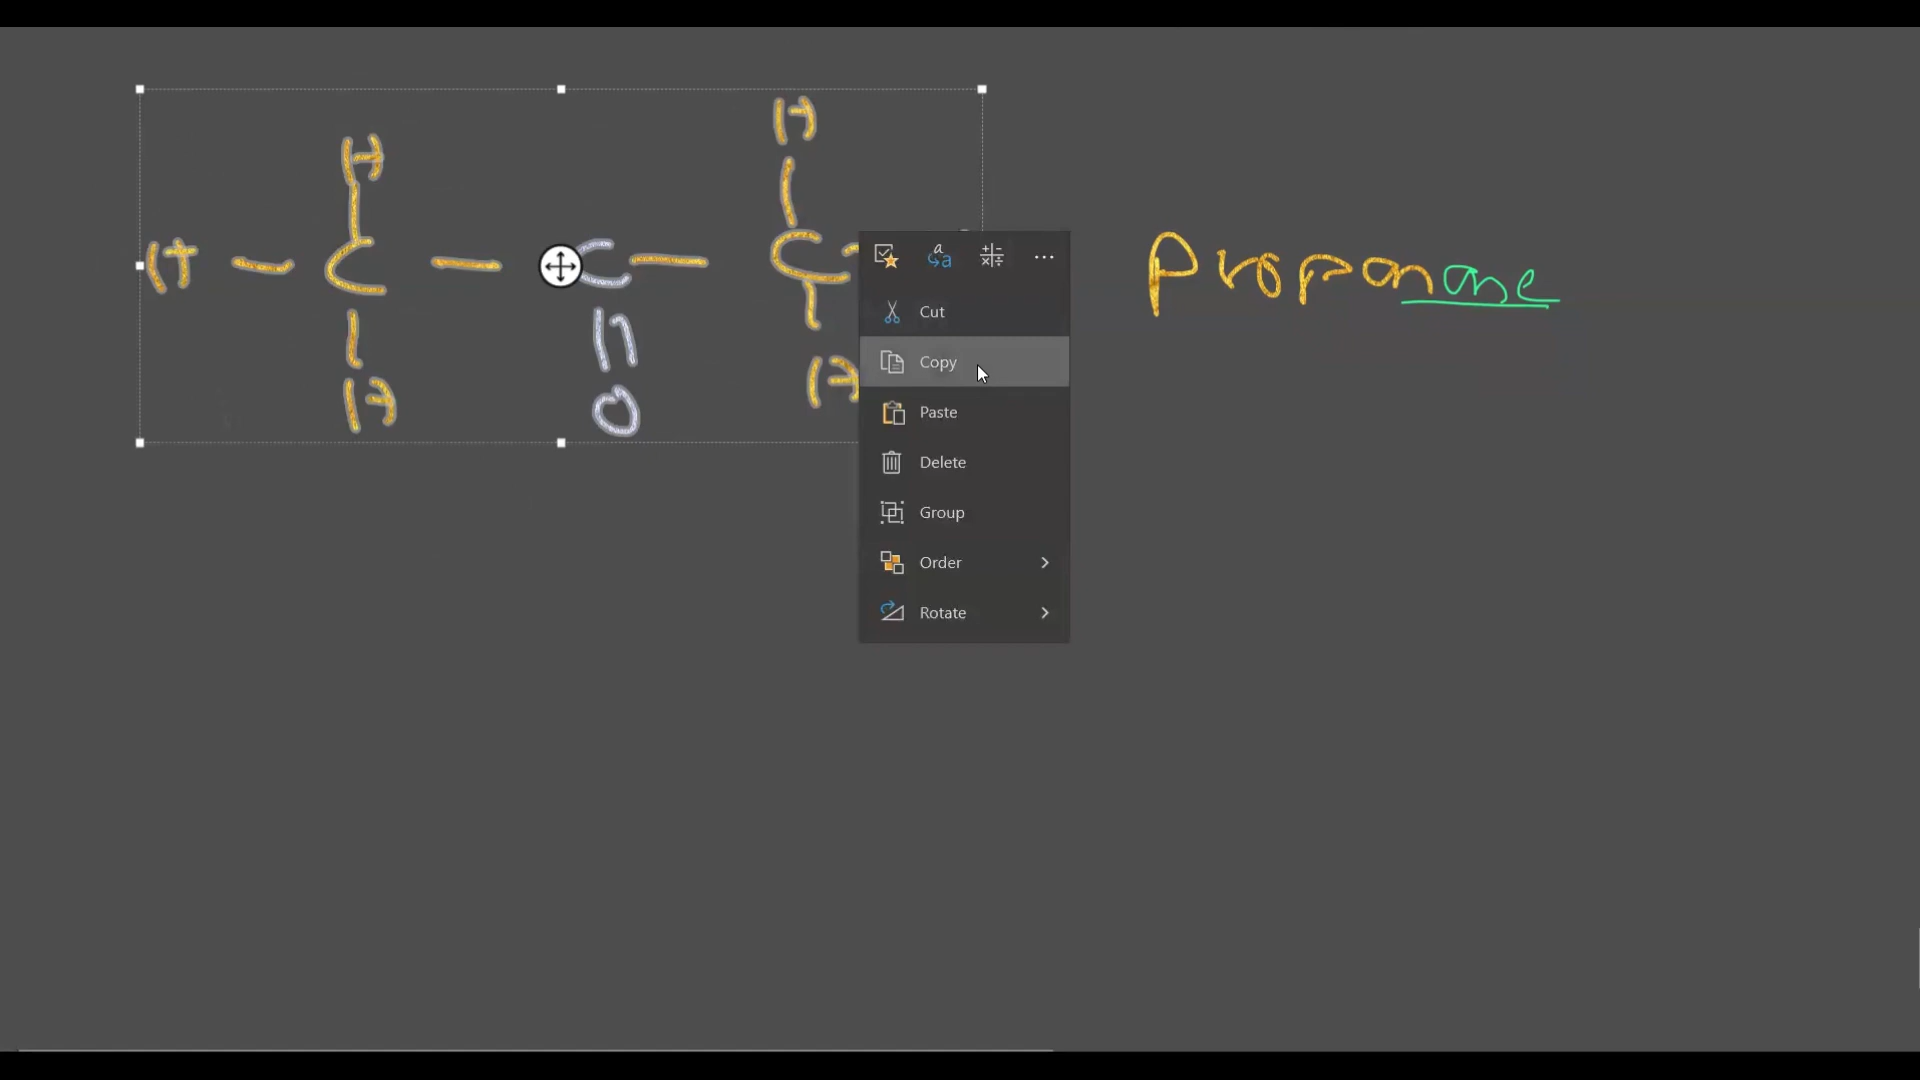 H H
H — C — C — C –
H || H
O
Propanone
Cut
Copy
Paste
Delete
Group
Order
Rotate